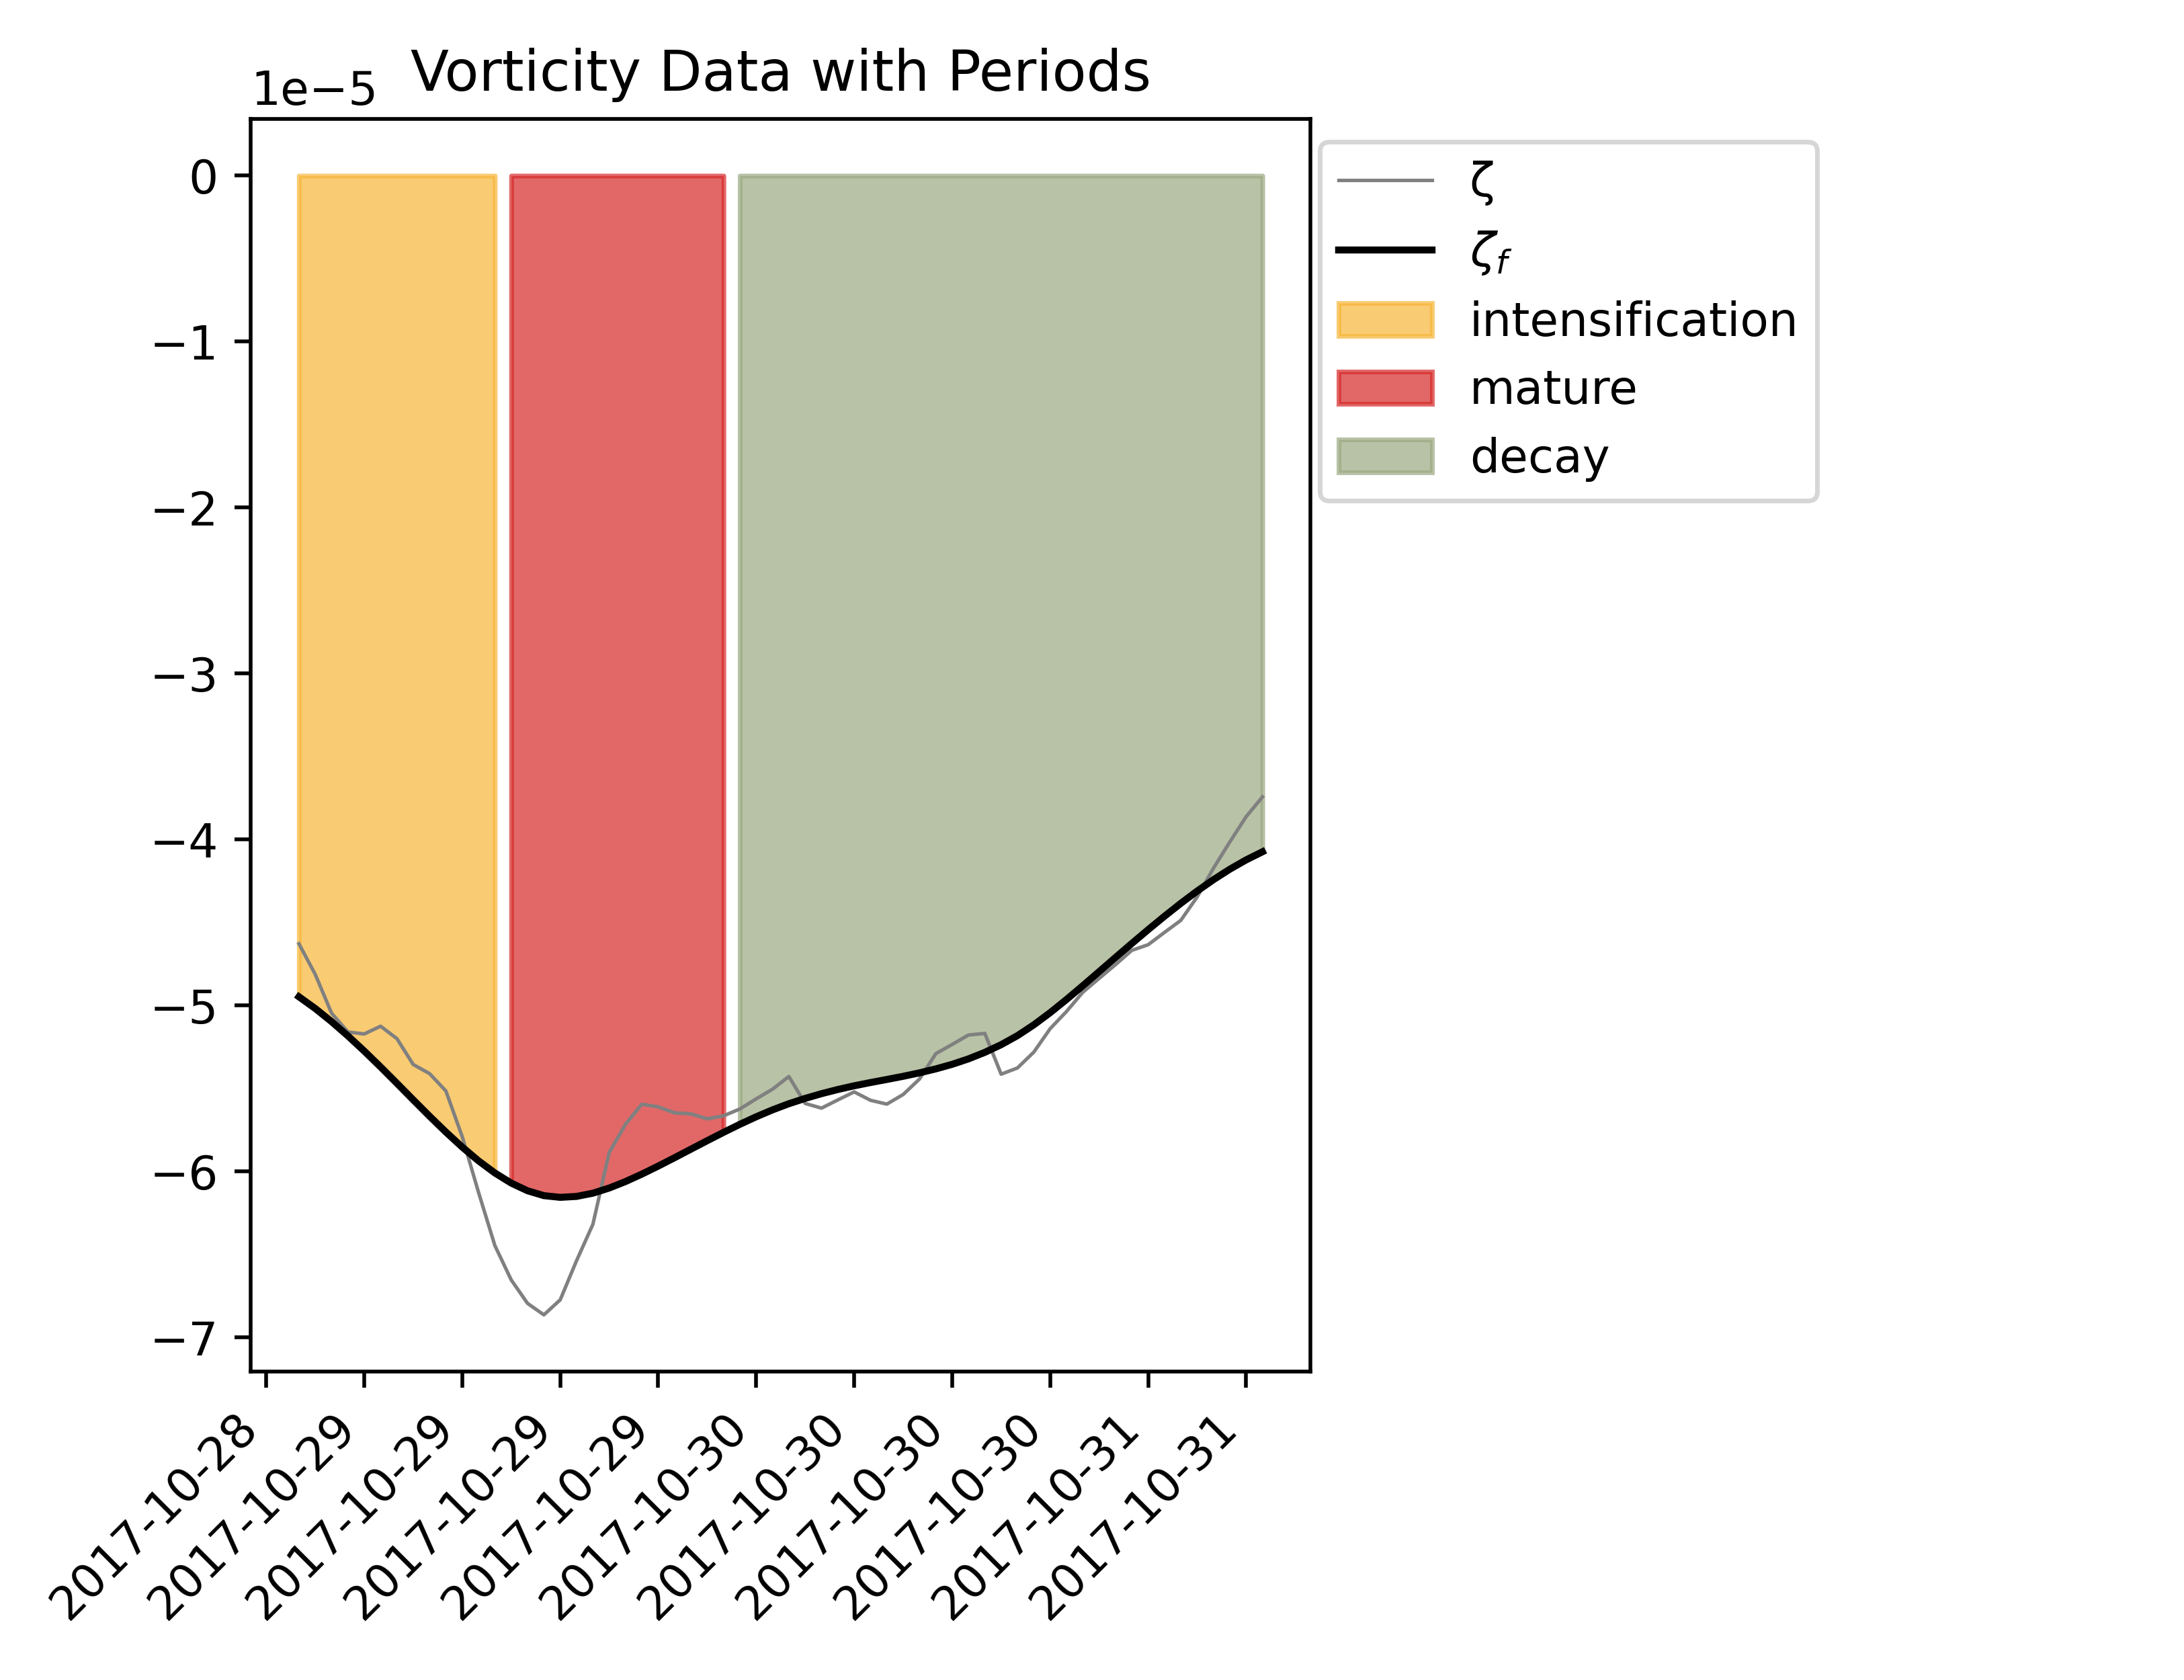 Vorticity Data with Periods
1e−5
0
−1
−2
−3
−4
−5
−6
−7
2017-10-28
2017-10-29
2017-10-29
2017-10-29
2017-10-29
2017-10-30
2017-10-30
2017-10-30
2017-10-30
2017-10-31
2017-10-31
ζ
ζf
intensification
mature
decay